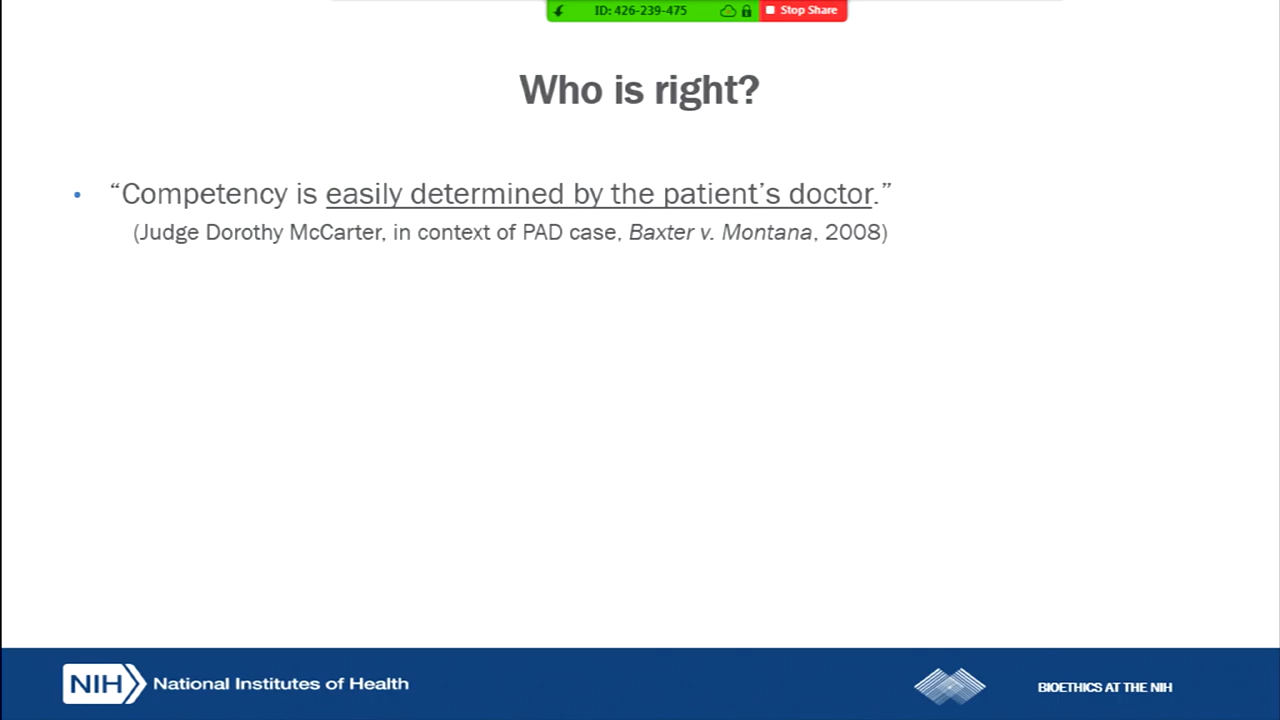 ID: 426-239-475 Stop Share
Who is right?
• “Competency is easily determined by the patient’s doctor.”
(Judge Dorothy McCarter, in context of PAD case, Baxter v. Montana, 2008)
NIH National Institutes of Health
BIOETHICS AT THE NIH